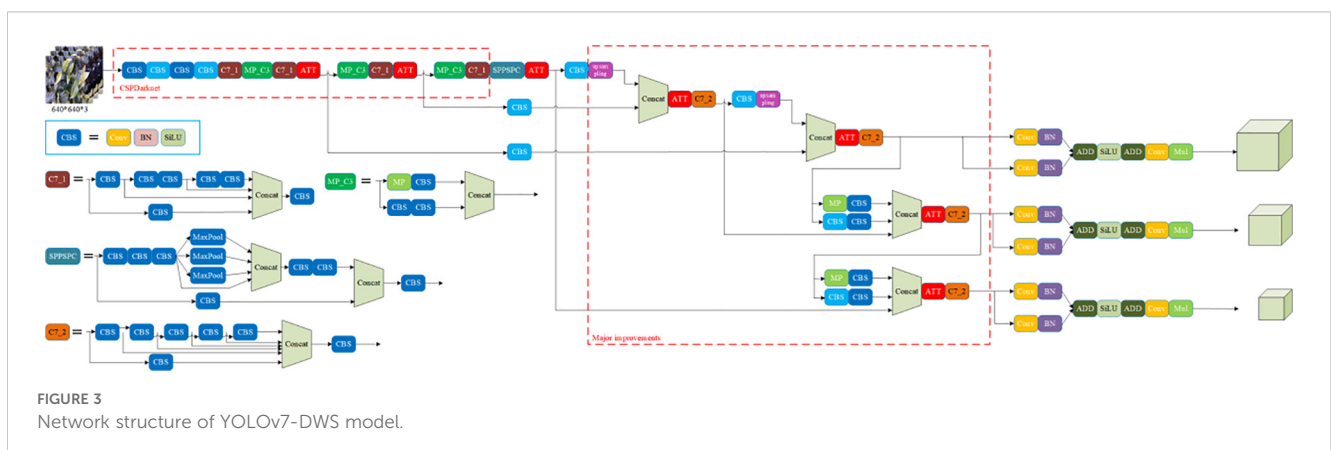 CBS CBS CBS CBS C7_1 MP_C3 C7_1 ATT MP_C3 C7_1 ATT MP_C3 C7_1 SPPSPC ATT CBS upsam
pling
CSPDarknet
640*640*3
Concat ATT C7_2 CBS upsam
pling
CBS
CBS = Conv BN SiLU
Concat ATT C7_2
CBS
Conv BN
ADD SiLU ADD Conv Mul
Conv BN
C7_1 = CBS CBS CBS CBS CBS Concat CBS
CBS
MP_C3 = MP CBS Concat
CBS CBS
MP CBS Concat ATT C7_2
CBS CBS
Conv BN
ADD SiLU ADD Conv Mul
Conv BN
SPPSPC = CBS CBS CBS MaxPool
MaxPool
MaxPool
Concat CBS CBS Concat CBS
CBS
MP CBS Concat ATT C7_2
CBS CBS
Conv BN
ADD SiLU ADD Conv Mul
Conv BN
C7_2 = CBS CBS CBS CBS CBS Concat CBS
CBS
Major improvements
FIGURE 3
Network structure of YOLOv7-DWS model.